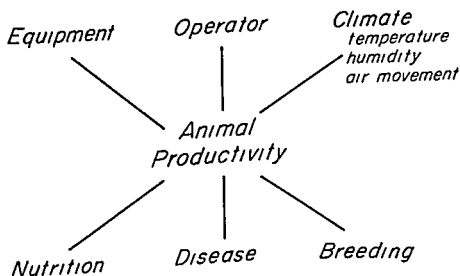 Equipment
Operator
Climate
temperature
humidity
air movement
Animal
Productivity
Nutrition
Disease
Breeding